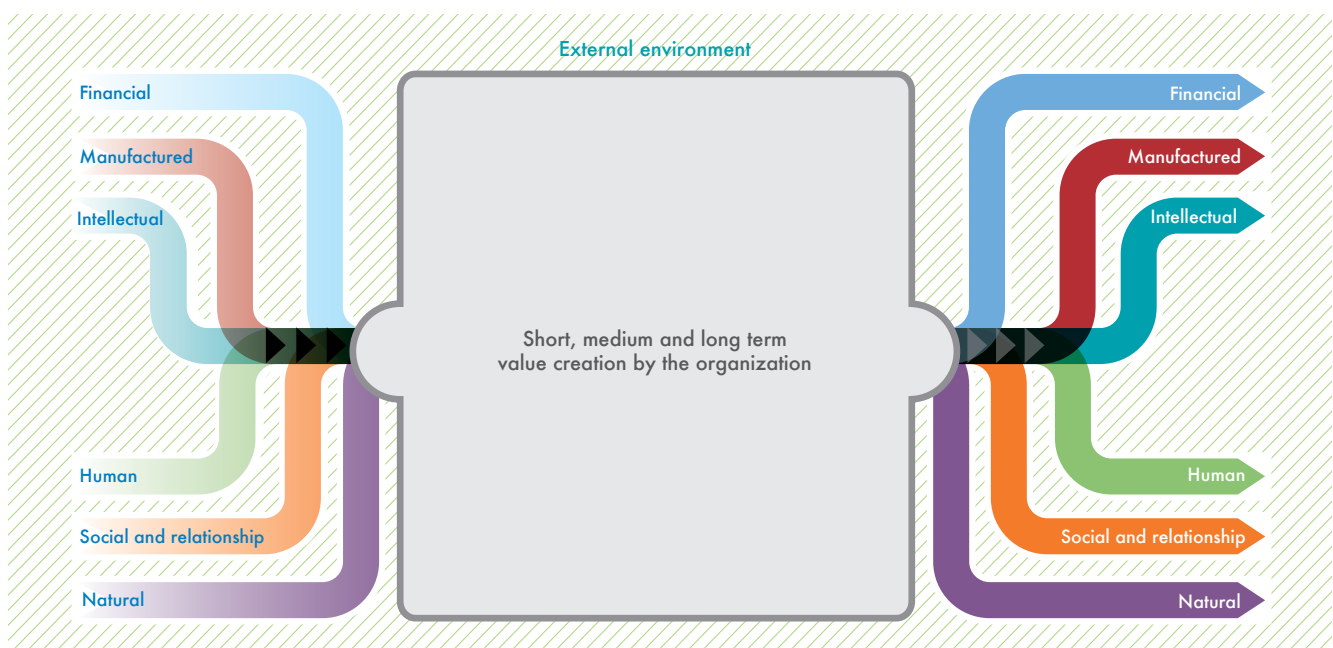 External environment
Financial
Manufactured
Intellectual
Human
Social and relationship
Natural
Short, medium and long term
value creation by the organization
Financial
Manufactured
Intellectual
Human
Social and relationship
Natural